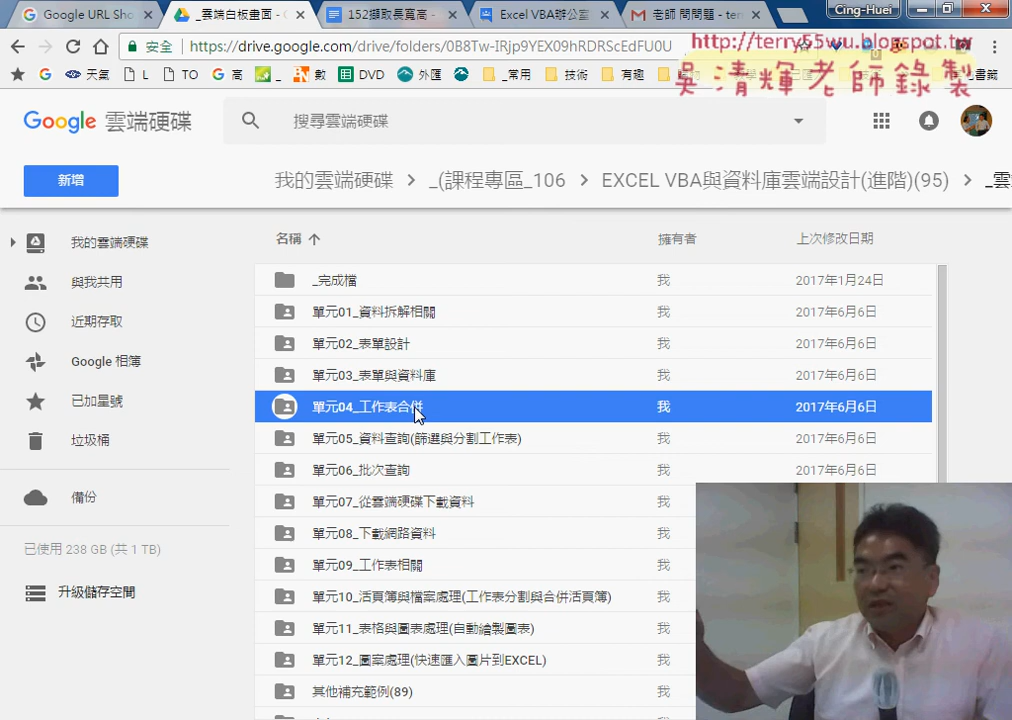 Google URL Sho
_雲端白板畫面 - G
152擷取長寬高 -
Excel VBA辦公室
老師 問問題 - ter
Cing-Huei
安全
https://drive.google.com/drive/folders/0B8Tw-IRjp9YEX09hRDRScEdFU0U
http://terry55wu.blogspot.tw
吳清輝老師錄製
天氣
L
TO
高
數
DVD
外匯
_常用
技術
有趣
Google 雲端硬碟
搜尋雲端硬碟
新增
我的雲端硬碟 > _(課程專區_106 > EXCEL VBA與資料庫雲端設計(進階)(95) > _雲
我的雲端硬碟
與我共用
近期存取
Google 相簿
已加星號
垃圾桶
備份
已使用 238 GB (共 1 TB)
升級儲存空間
名稱 擁有者 上次修改日期
_完成檔 我 2017年1月24日
單元01_資料拆解相關 我 2017年6月6日
單元02_表單設計 我 2017年6月6日
單元03_表單與資料庫 我 2017年6月6日
單元04_工作表合併 我 2017年6月6日
單元05_資料查詢(篩選與分割工作表) 我 2017年6月6日
單元06_批次查詢 我 2017年6月6日
單元07_從雲端硬碟下載資料 我
單元08_下載網路資料 我
單元09_工作表相關 我
單元10_活頁簿與檔案處理(工作表分割與合併活頁簿) 我
單元11_表格與圖表處理(自動繪製圖表) 我
單元12_圖案處理(快速匯入圖片到EXCEL) 我
其他補充範例(89) 我